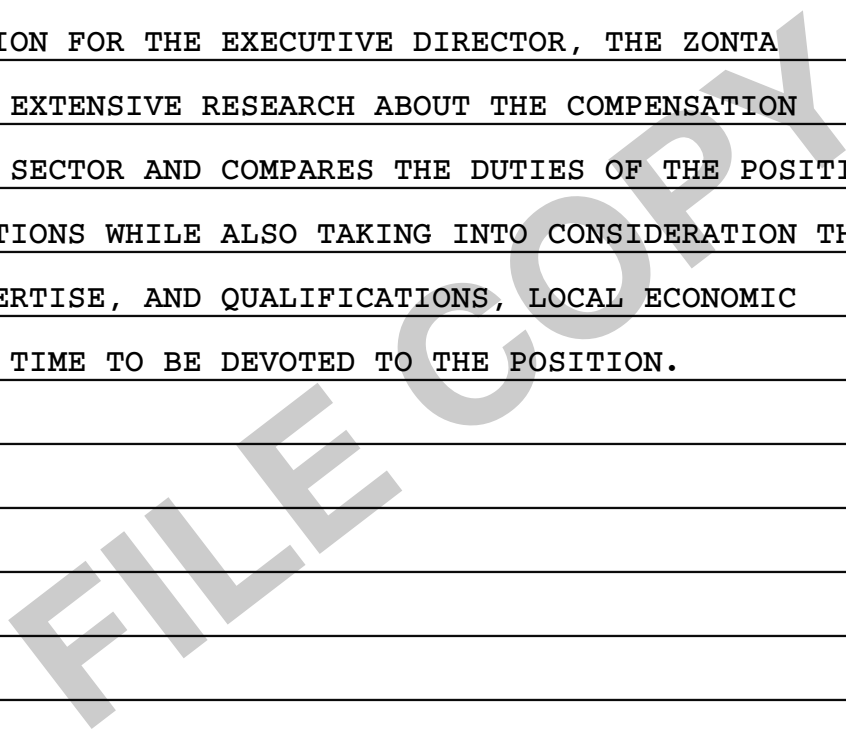 ION FOR THE EXECUTIVE DIRECTOR, THE ZONTA
EXTENSIVE RESEARCH ABOUT THE COMPENSATION
SECTOR AND COMPARES THE DUTIES OF THE POSITI
TIONS WHILE ALSO TAKING INTO CONSIDERATION TH
ERTISE, AND QUALIFICATIONS, LOCAL ECONOMIC
TIME TO BE DEVOTED TO THE POSITION.
FILE COPY